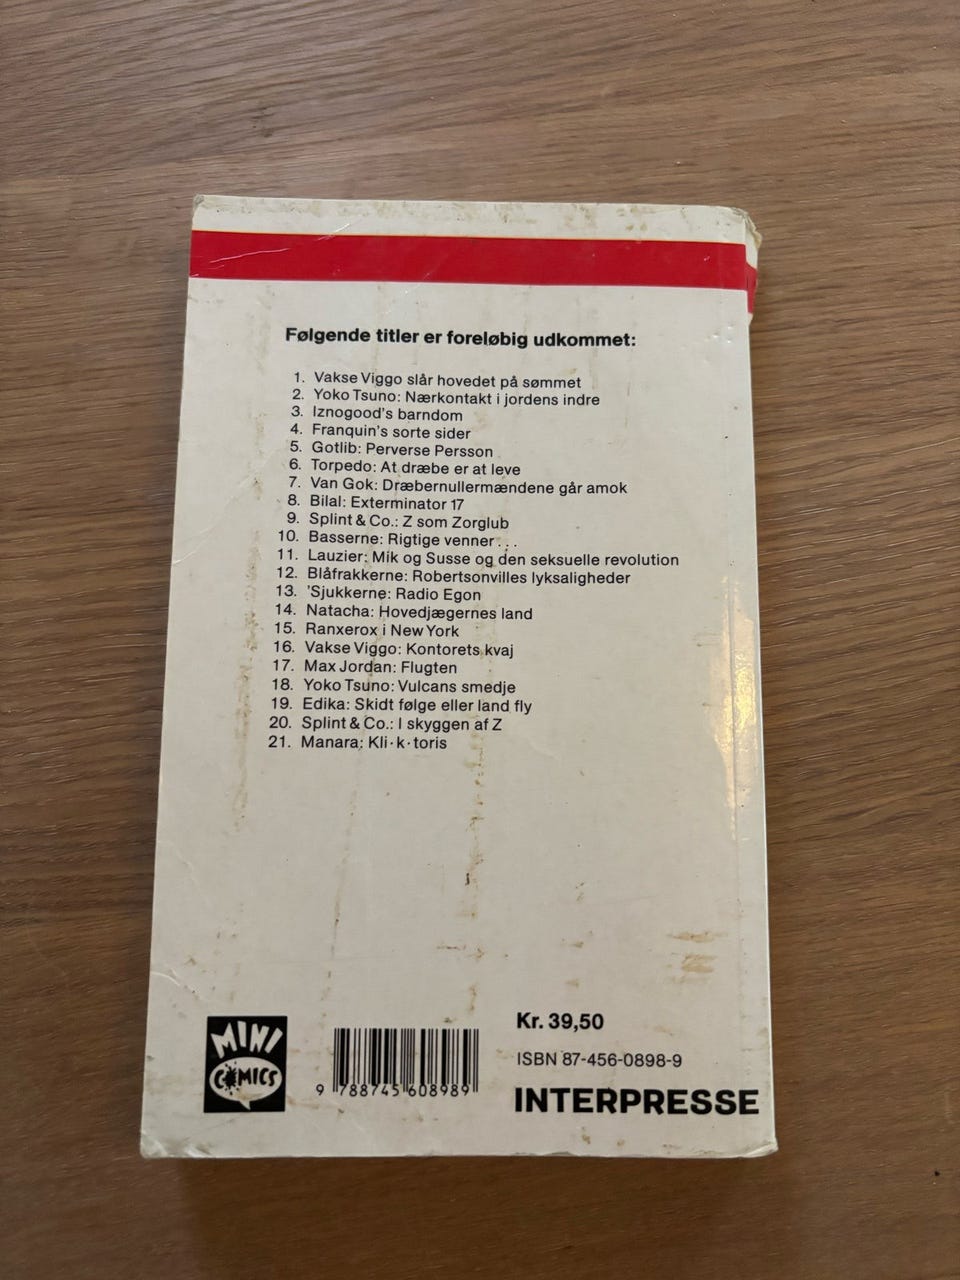 Følgende titler er foreløbig udkommet:
1. Vakse Viggo slår hovedet på sømmet
2. Yoko Tsuno: Nærkontakt i jordens indre
3. Iznogood's barndom
4. Franquin's sorte sider
5. Gotlib: Perverse Persson
6. Torpedo: At dræbe er at leve
7. Van Gok: Dræbernullermændene går amok
8. Bilal: Exterminator 17
9. Splint & Co.: Z som Zorglub
10. Basserne: Rigtige venner...
11. Lauzier: Mik og Susse og den seksuelle revolution
12. Blåfrakkerne: Robertsonvilles lyksaligheder
13. 'Sjukkerne: Radio Egon
14. Natacha: Hovedjægernes land
15. Ranxerox i New York
16. Vakse Viggo: Kontorets kvaj
17. Max Jordan: Flugten
18. Yoko Tsuno: Vulcans smedje
19. Edika: Skidt følge eller land fly
20. Splint & Co.: I skyggen af Z
21. Manara: Kli·k·toris
MINI
COMICS
9 788745 608989
Kr. 39,50
ISBN 87-456-0898-9
INTERPRESSE